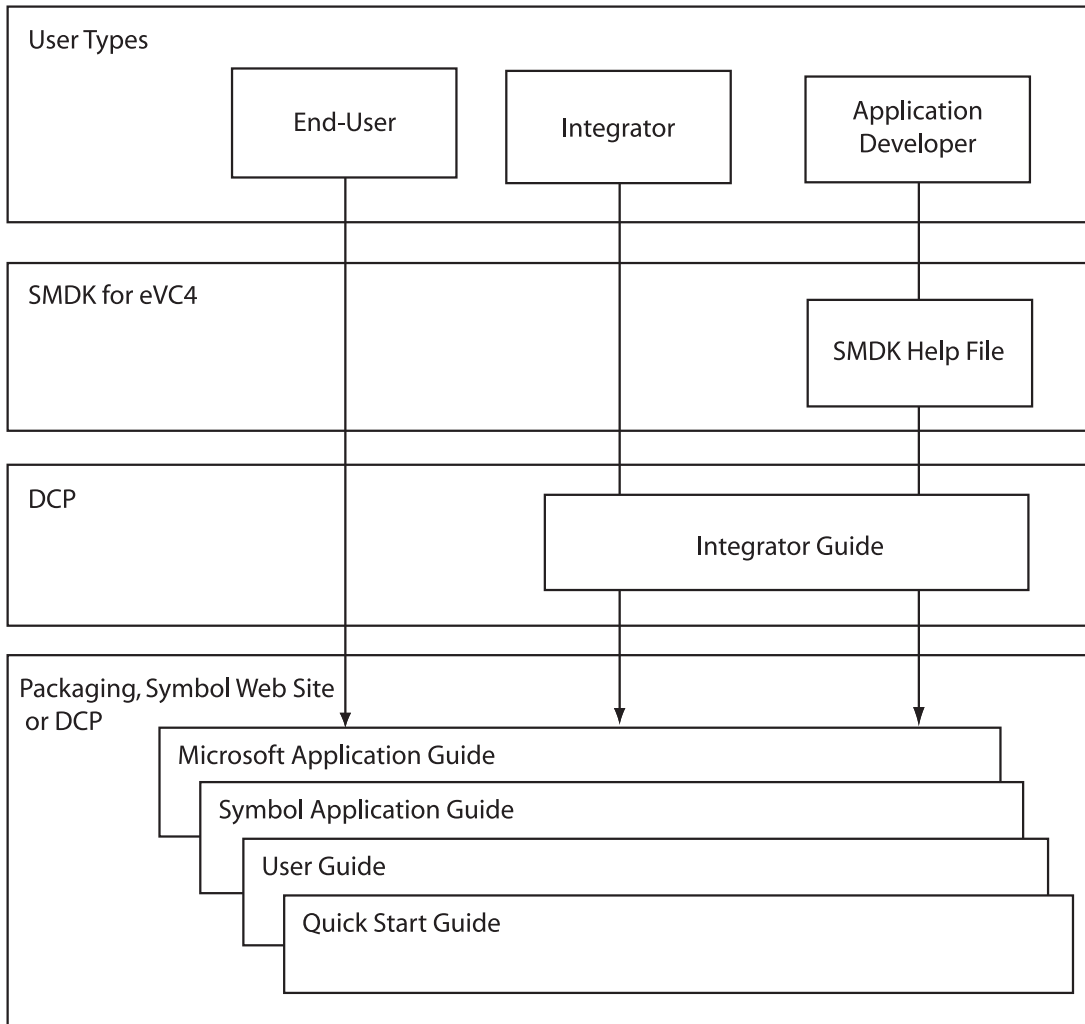 User Types
End-User
Integrator
Application
Developer
SMDK for eVC4
SMDK Help File
DCP
Integrator Guide
Packaging, Symbol Web Site
or DCP
Microsoft Application Guide
Symbol Application Guide
User Guide
Quick Start Guide